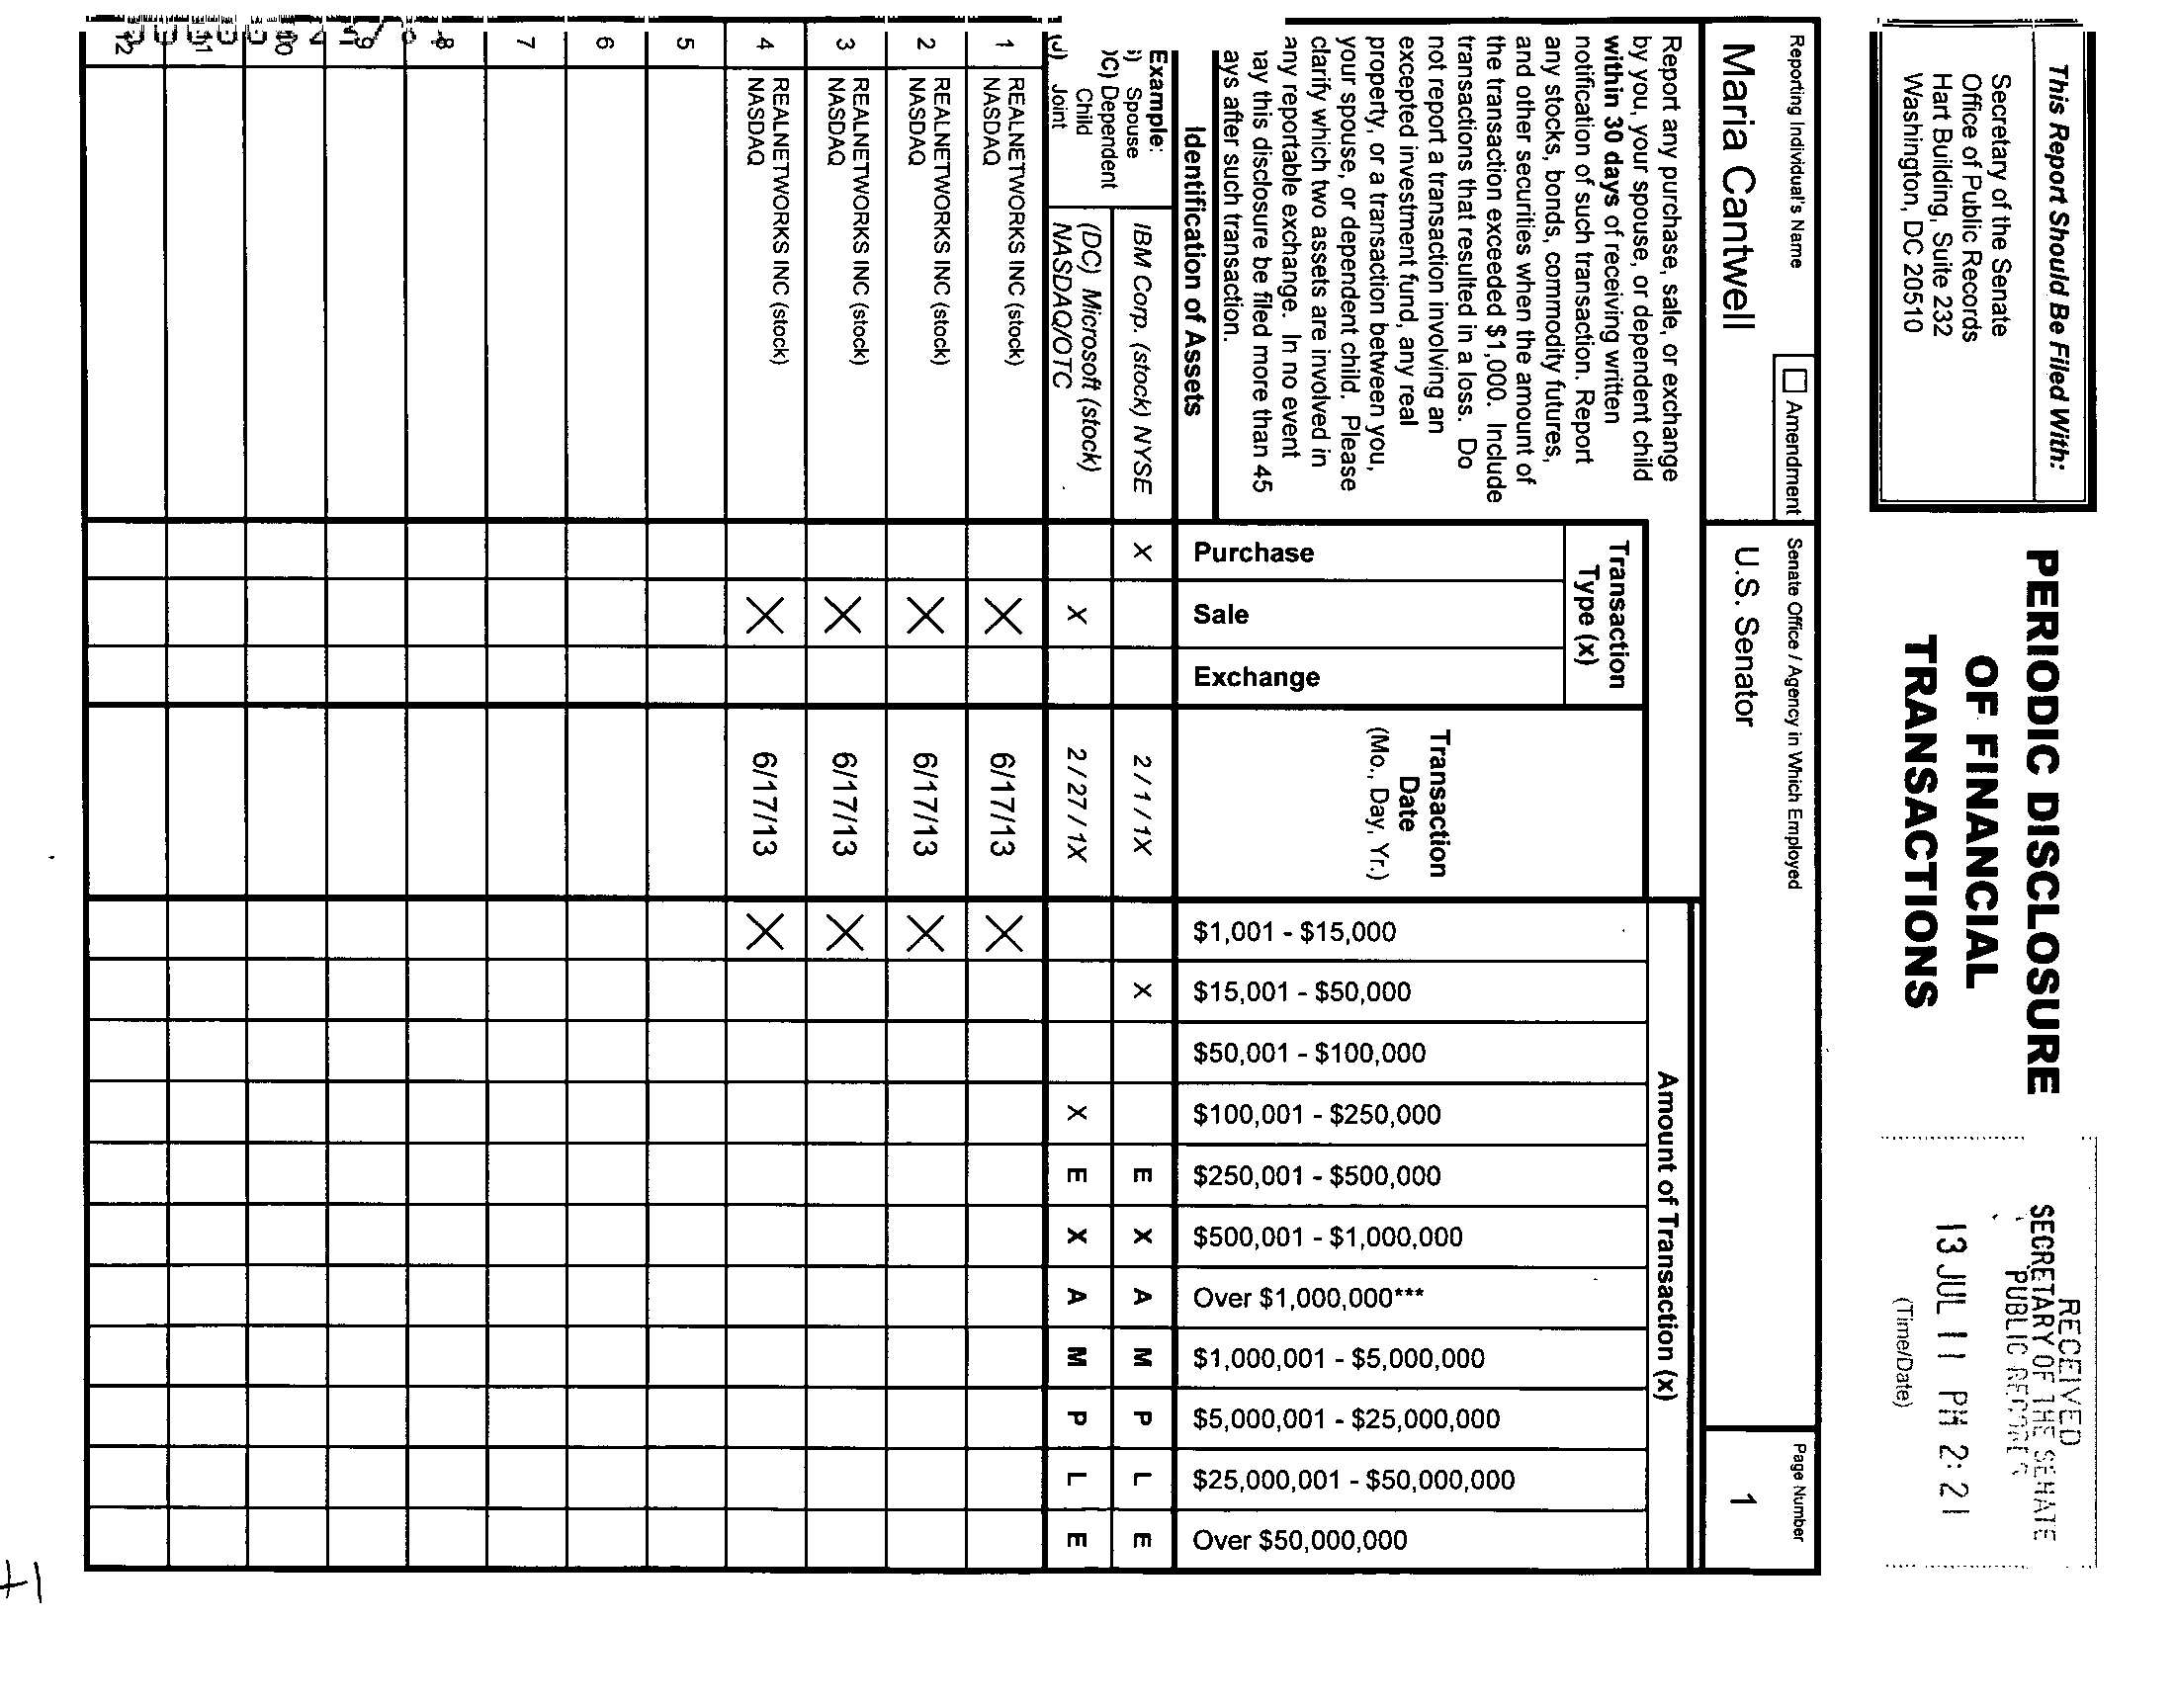 This Report Should Be Filed With:
Secretary of the Senate
Office of Public Records
Hart Building, Suite 232
Washington, DC 20510
PERIODIC DISCLOSURE
OF FINANCIAL
TRANSACTIONS
RECEIVED
SECRETARY OF THE SENATE
PUBLIC
13 JUL 11 PM 2:21
(Time/Date)
Reporting Individual's Name
Amendment
Maria Cantwell
Senate Office / Agency in Which Employed
U.S. Senator
Page Number
1
Report any purchase, sale, or exchange
by you, your spouse, or dependent child
within 30 days of receiving written
notification of such transaction. Report
any stocks, bonds, commodity futures,
and other securities when the amount of
the transaction exceeded $1,000. Include
transactions that resulted in a loss. Do
not report a transaction involving an
excepted investment fund, any real
property, or a transaction between you,
your spouse, or dependent child. Please
clarify which two assets are involved in
any reportable exchange. In no event
nay this disclosure be filed more than 45
ays after such transaction.
Identification of Assets
Transaction
Type (x)
Purchase
Sale
Exchange
Transaction
Date
(Mo., Day, Yr.)
Amount of Transaction (x)
$1,001 - $15,000
$15,001 - $50,000
$50,001 - $100,000
$100,001 - $250,000
$250,001 - $500,000
$500,001 - $1,000,000
Over $1,000,000***
$1,000,001 - $5,000,000
$5,000,001 - $25,000,000
$25,000,001 - $50,000,000
Over $50,000,000
Example:
) Spouse
)C) Dependent
Child
(J) Joint
IBM Corp. (stock) NYSE X 2 / 1 / 1X X E X A M P L E
(DC) Microsoft (stock)
NASDAQ/OTC X 2 / 27 / 1X X E X A M P L E
1 REALNETWORKS INC (stock)
NASDAQ X 6/17/13 X
2 REALNETWORKS INC (stock)
NASDAQ X 6/17/13 X
3 REALNETWORKS INC (stock)
NASDAQ X 6/17/13 X
4 REALNETWORKS INC (stock)
NASDAQ X 6/17/13 X
5
6
7
8
9
10
11
12